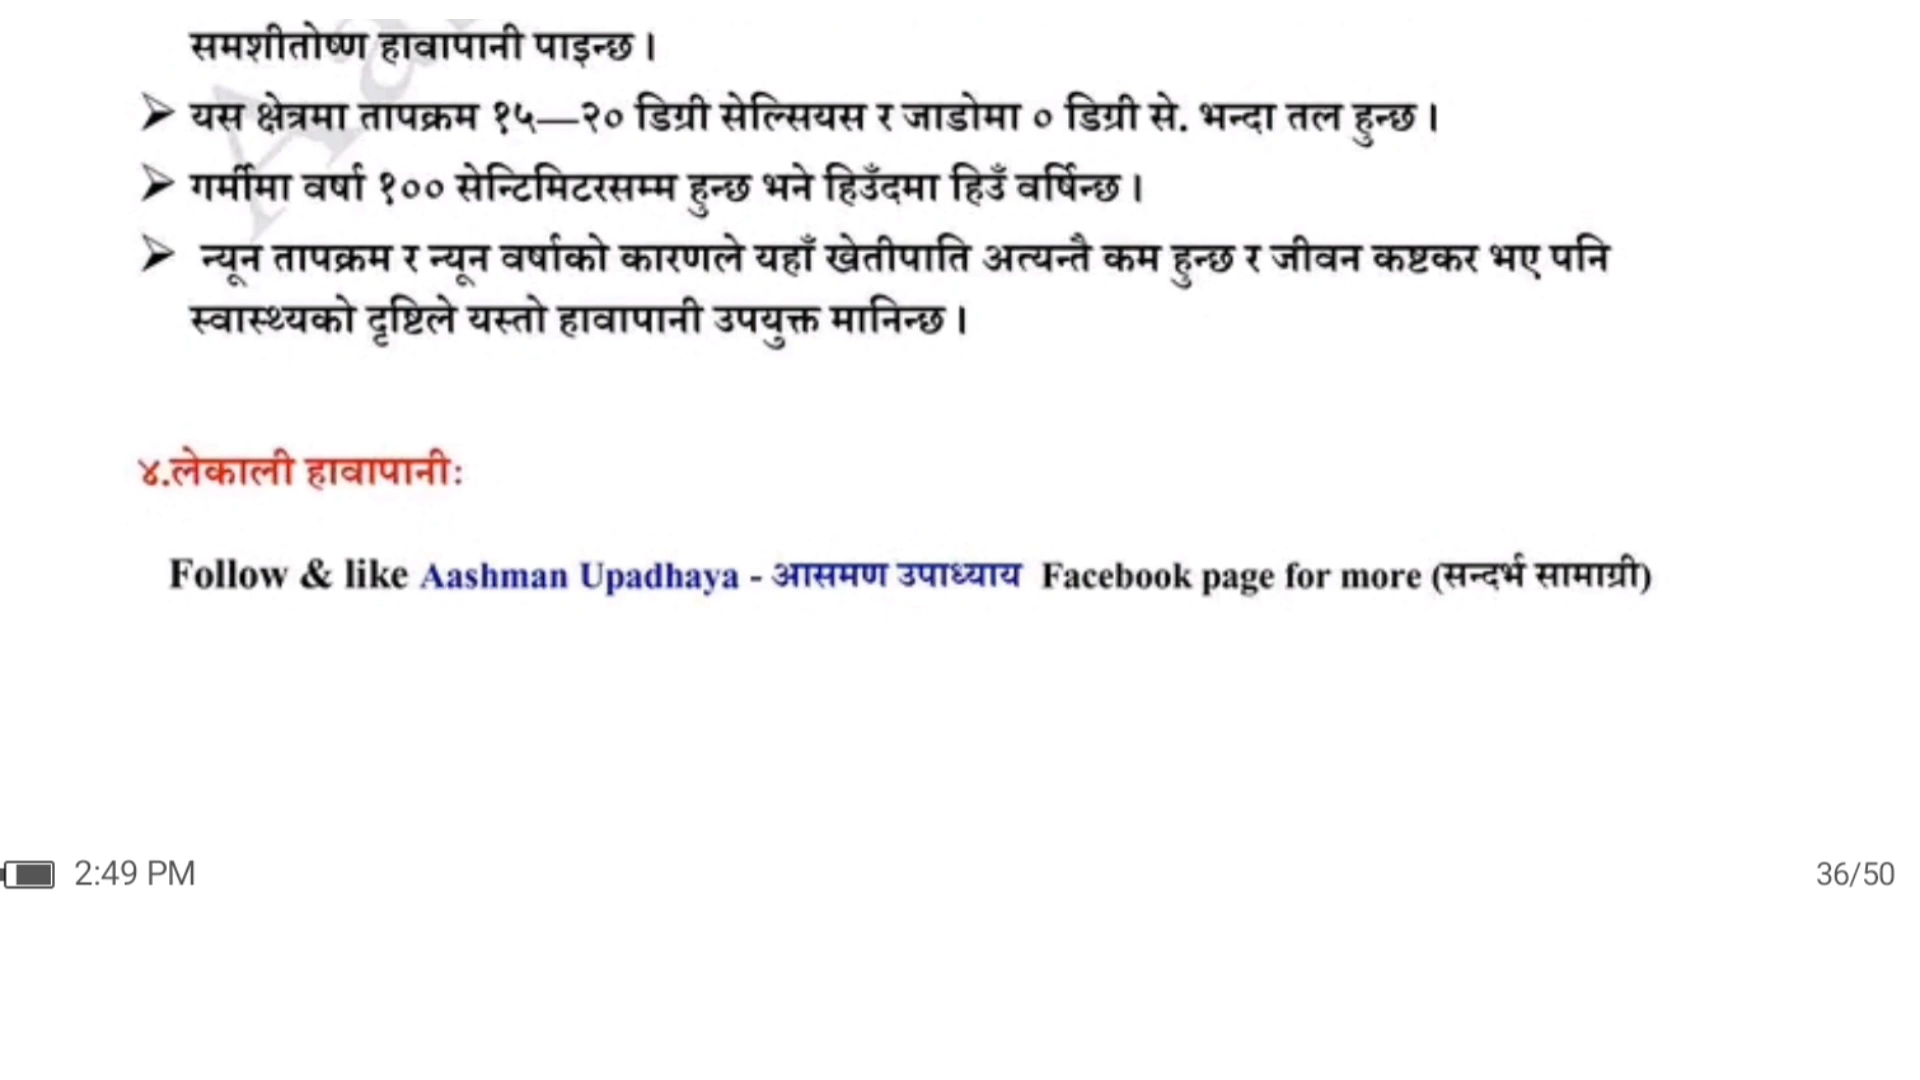 समशीतोष्ण हावापानी पाइन्छ ।
➢ यस क्षेत्रमा तापक्रम १५—२० डिग्री सेल्सियस र जाडोमा ० डिग्री से. भन्दा तल हुन्छ ।
➢ गर्मीमा वर्षा १०० सेन्टिमिटरसम्म हुन्छ भने हिउँदमा हिउँ वर्षिन्छ ।
➢ न्यून तापक्रम र न्यून वर्षाको कारणले यहाँ खेतीपाति अत्यन्तै कम हुन्छ र जीवन कष्टकर भए पनि
स्वास्थ्यको दृष्टिले यस्तो हावापानी उपयुक्त मानिन्छ ।
४.लेकाली हावापानी:
Follow & like Aashman Upadhaya - आसमण उपाध्याय Facebook page for more (सन्दर्भ सामाग्री)
2:49 PM
36/50